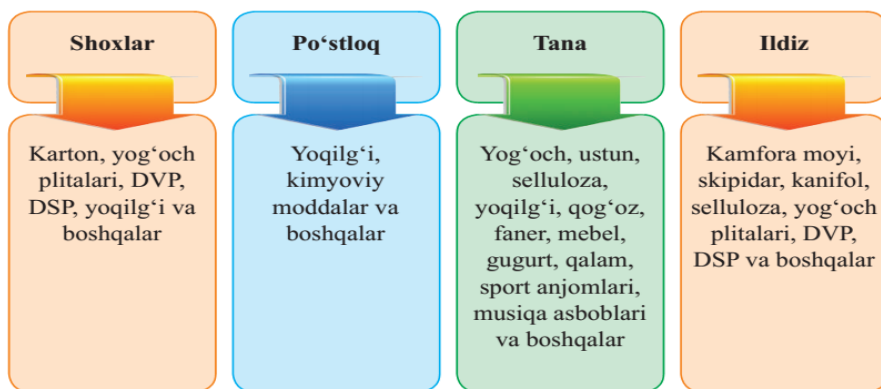 Shoxlar
Karton, yog‘och
plitalari, DVP,
DSP, yoqilg‘i va
boshqalar
Po‘stloq
Yoqilg‘i,
kimyoviy
moddalar va
boshqalar
Tana
Yog‘och, ustun,
selluloza,
yoqilg‘i, qog‘oz,
faner, mebel,
gugurt, qalam,
sport anjomlari,
musiqa asboblari
va boshqalar
Ildiz
Kamfora moyi,
skipidar, kanifol,
selluloza, yog‘och
plitalari, DVP,
DSP va boshqalar